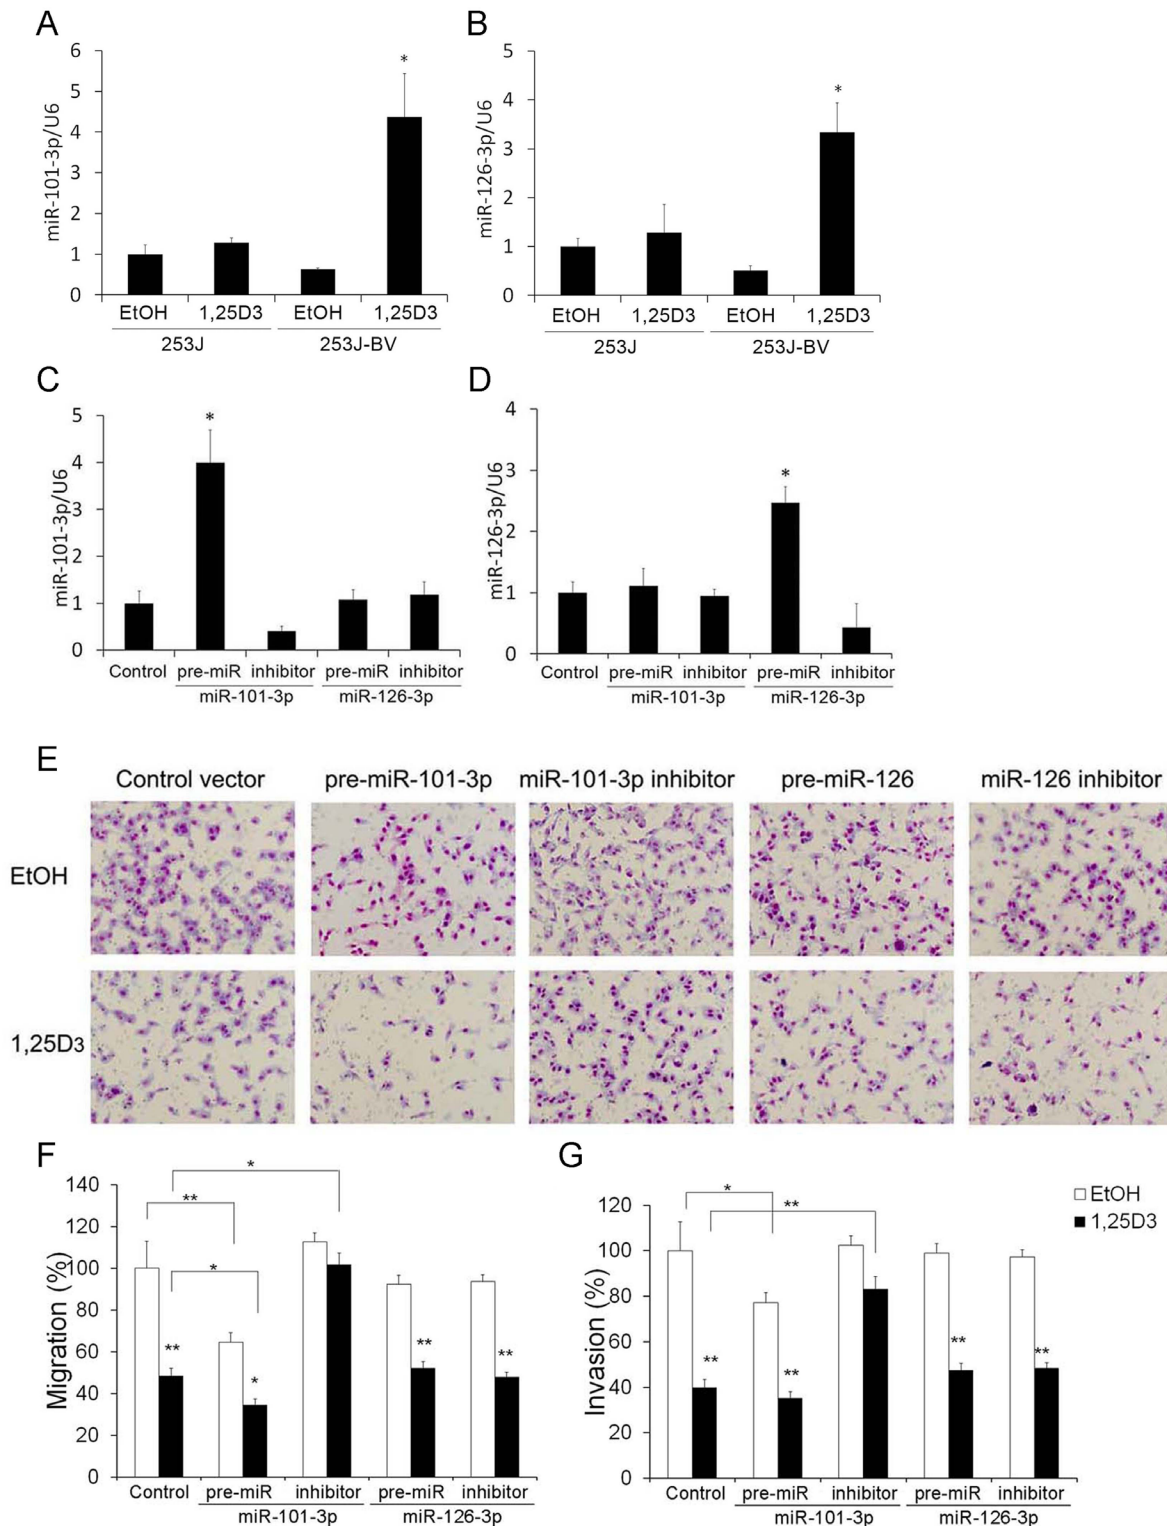 A
miR-101-3p/U6
6
5
4
3
2
1
0
*
EtOH 1,25D3 EtOH 1,25D3
253J 253J-BV
B
miR-126-3p/U6
5
4
3
2
1
0
*
EtOH 1,25D3 EtOH 1,25D3
253J 253J-BV
C
miR-101-3p/U6
5
4
3
2
1
0
*
Control pre-miR inhibitor pre-miR inhibitor
miR-101-3p miR-126-3p
D
miR-126-3p/U6
4
3
2
1
0
*
Control pre-miR inhibitor pre-miR inhibitor
miR-101-3p miR-126-3p
E
Control vector pre-miR-101-3p miR-101-3p inhibitor pre-miR-126 miR-126 inhibitor
EtOH
1,25D3
F
Migration (%)
140
120
100
80
60
40
20
0
*
**
*
** * ** **
Control pre-miR inhibitor pre-miR inhibitor
miR-101-3p miR-126-3p
G
Invasion (%)
120
100
80
60
40
20
0
*
**
** ** ** **
Control pre-miR inhibitor pre-miR inhibitor
miR-101-3p miR-126-3p
EtOH
1,25D3